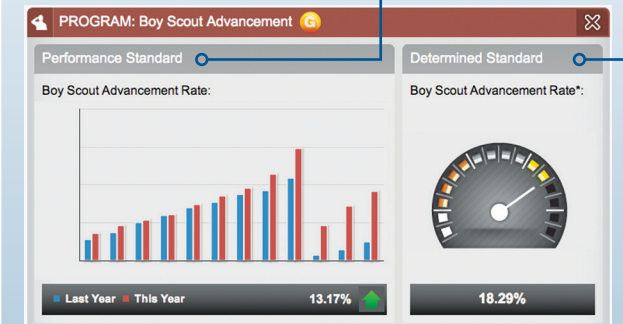 PROGRAM: Boy Scout Advancement G
Performance Standard
Boy Scout Advancement Rate:
Last Year This Year 13.17%
Determined Standard
Boy Scout Advancement Rate*:
18.29%